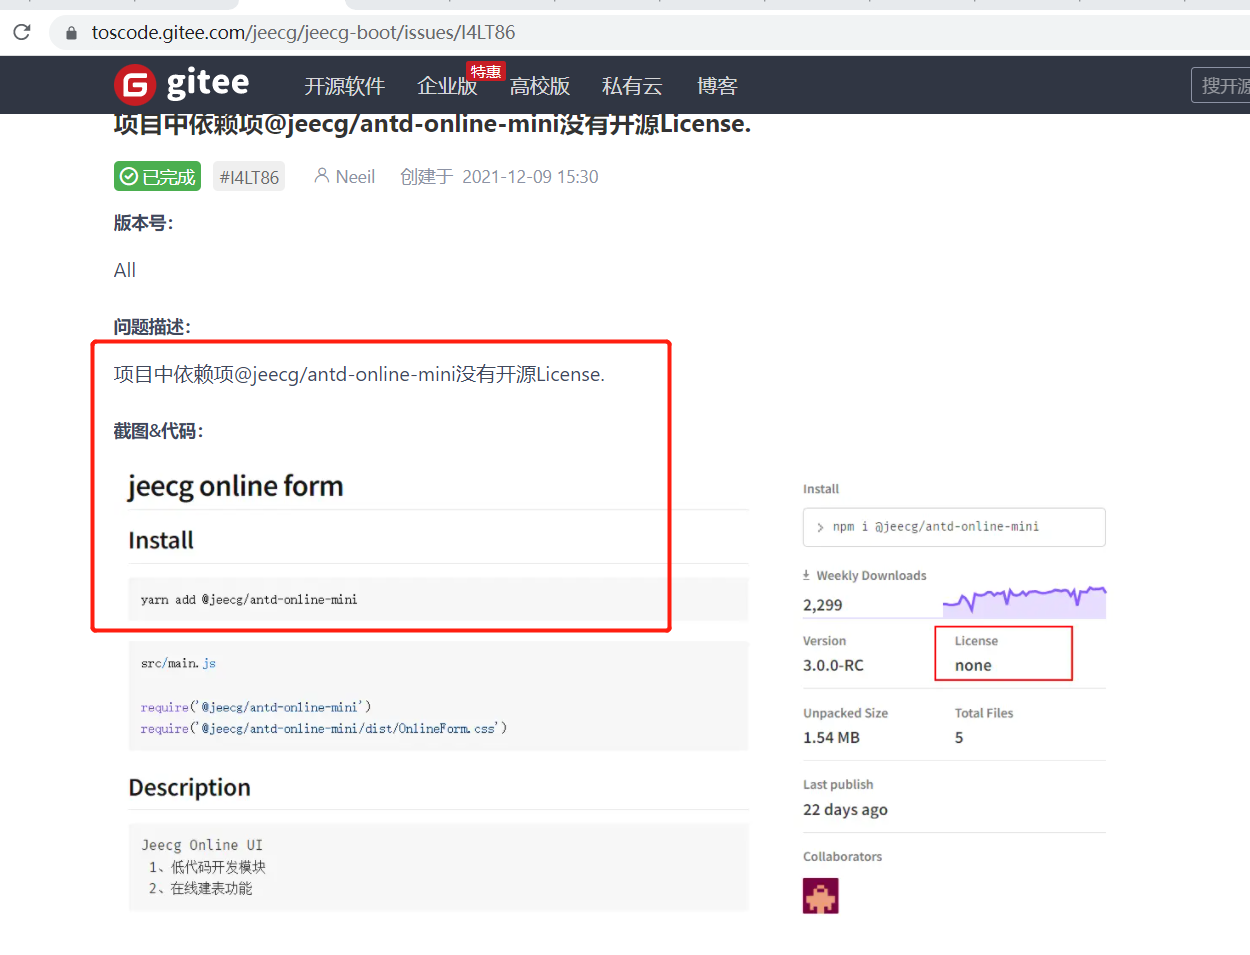 toscode.gitee.com/jeecg/jeecg-boot/issues/I4LT86
G gitee 开源软件 企业版 特惠 高校版 私有云 博客 搜开源
项目中依赖项@jeecg/antd-online-mini没有开源License.
已完成 #I4LT86 Neeil 创建于 2021-12-09 15:30
版本号：
All
问题描述：
项目中依赖项@jeecg/antd-online-mini没有开源License.
截图&代码：
jeecg online form
Install
yarn add @jeecg/antd-online-mini
src/main.js
require('@jeecg/antd-online-mini')
require('@jeecg/antd-online-mini/dist/OnlineForm.css')
Description
Jeecg Online UI
1、低代码开发模块
2、在线建表功能
Install
> npm i @jeecg/antd-online-mini
Weekly Downloads
2,299
Version License
3.0.0-RC none
Unpacked Size Total Files
1.54 MB 5
Last publish
22 days ago
Collaborators